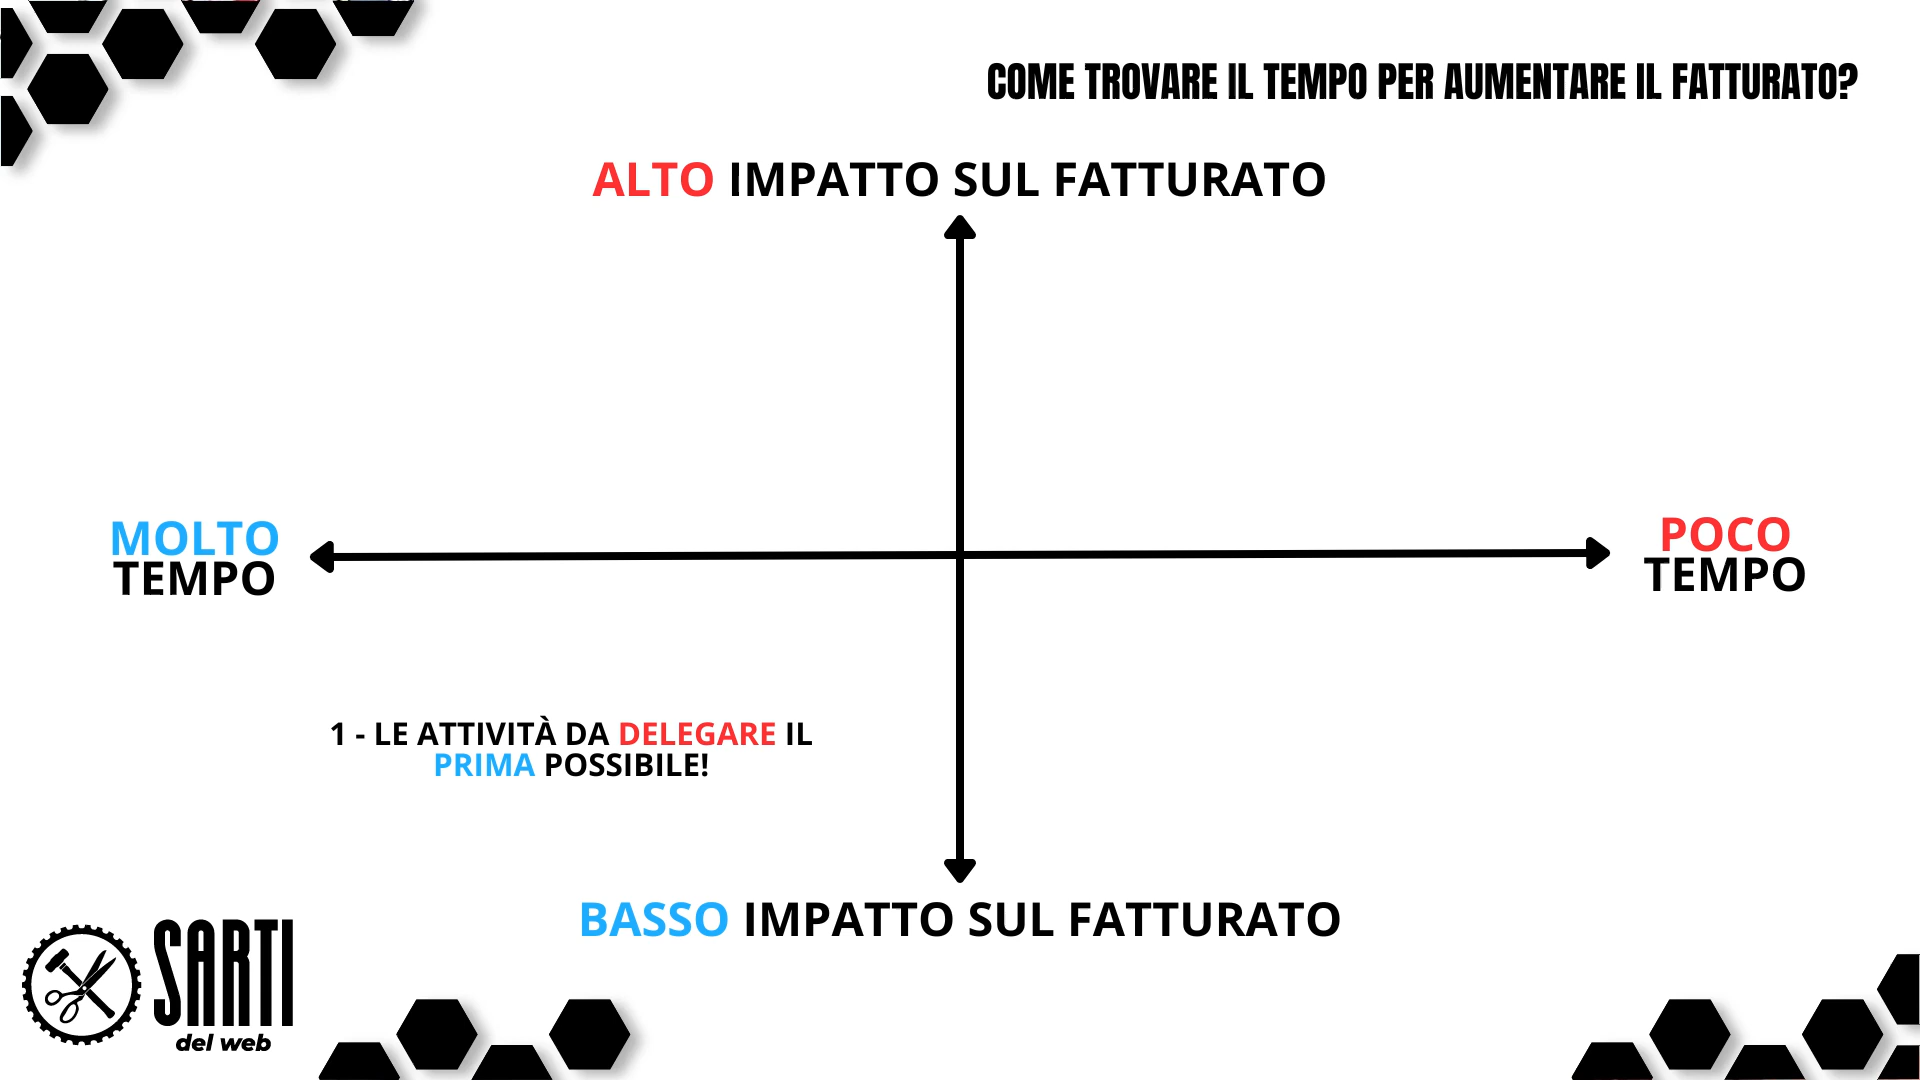 COME TROVARE IL TEMPO PER AUMENTARE IL FATTURATO?
ALTO IMPATTO SUL FATTURATO
MOLTO
TEMPO
POCO
TEMPO
1 - LE ATTIVITÀ DA DELEGARE IL
PRIMA POSSIBILE!
BASSO IMPATTO SUL FATTURATO
SARTI
del web